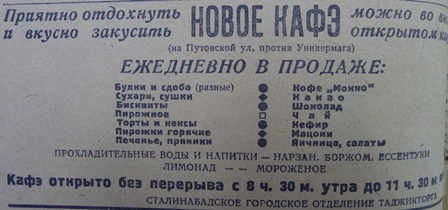 Приятно отдохнуть НОВОЕ КАФЭ можно во
и вкусно закусить открытом
(на Путовской ул, против Универмага)
ЕЖЕДНЕВНО В ПРОДАЖЕ:
Булки и сдоба (разные) Кофе „Мокко"
Сухари, сушки Какао
Бисквиты Шоколад
Пирожное Чай
Торты и кексы Кефир
Пирожки горячие Мацони
Печенье, пряники Яичница, салаты
ПРОХЛАДИТЕЛЬНЫЕ ВОДЫ И НАПИТКИ – НАРЗАН, БОРЖОМ, ЕССЕНТУКИ
ЛИМОНАД – – МОРОЖЕНОЕ
Кафэ открыто без перерыва с 8 ч. 30 м. утра до 11 ч. 30 м.
СТАЛИНАБАДСКОЕ ГОРОДСКОЕ ОТДЕЛЕНИЕ ТАДЖИКТОРГА